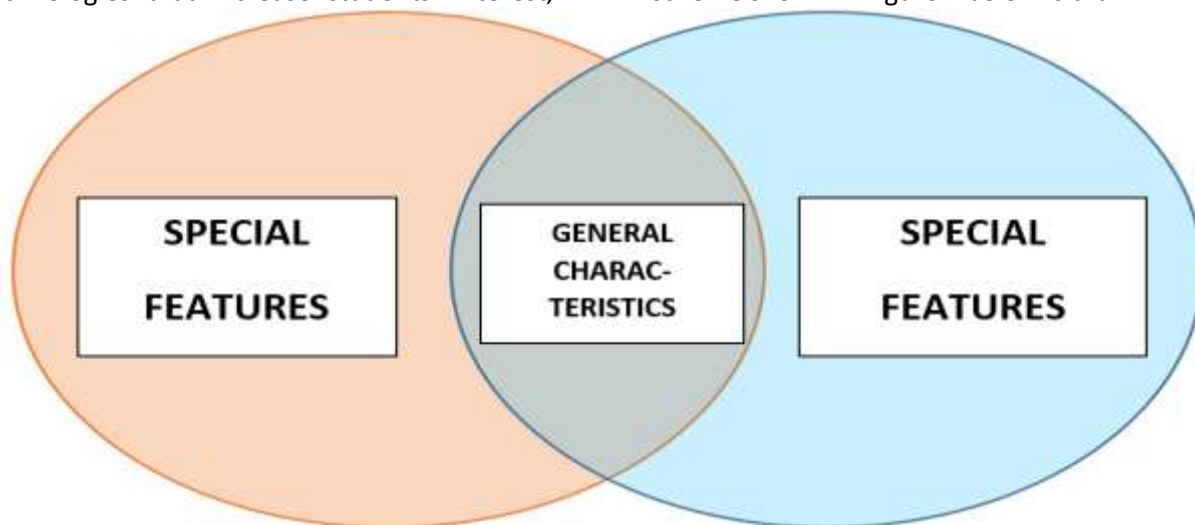 SPECIAL
FEATURES
GENERAL
CHARAC-
TERISTICS
SPECIAL
FEATURES